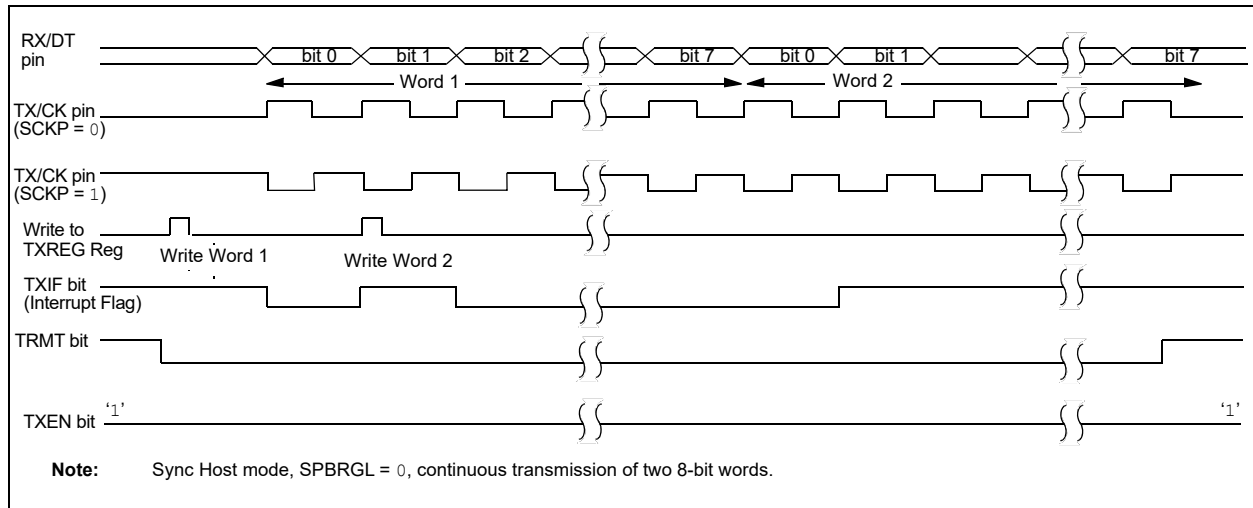 RX/DT
pin
bit 0 bit 1 bit 2 bit 7 bit 0 bit 1 bit 7
Word 1 Word 2
TX/CK pin
(SCKP = 0)
TX/CK pin
(SCKP = 1)
Write to
TXREG Reg
Write Word 1 Write Word 2
TXIF bit
(Interrupt Flag)
TRMT bit
‘1’ ‘1’
TXEN bit
Note: Sync Host mode, SPBRGL = 0, continuous transmission of two 8-bit words.